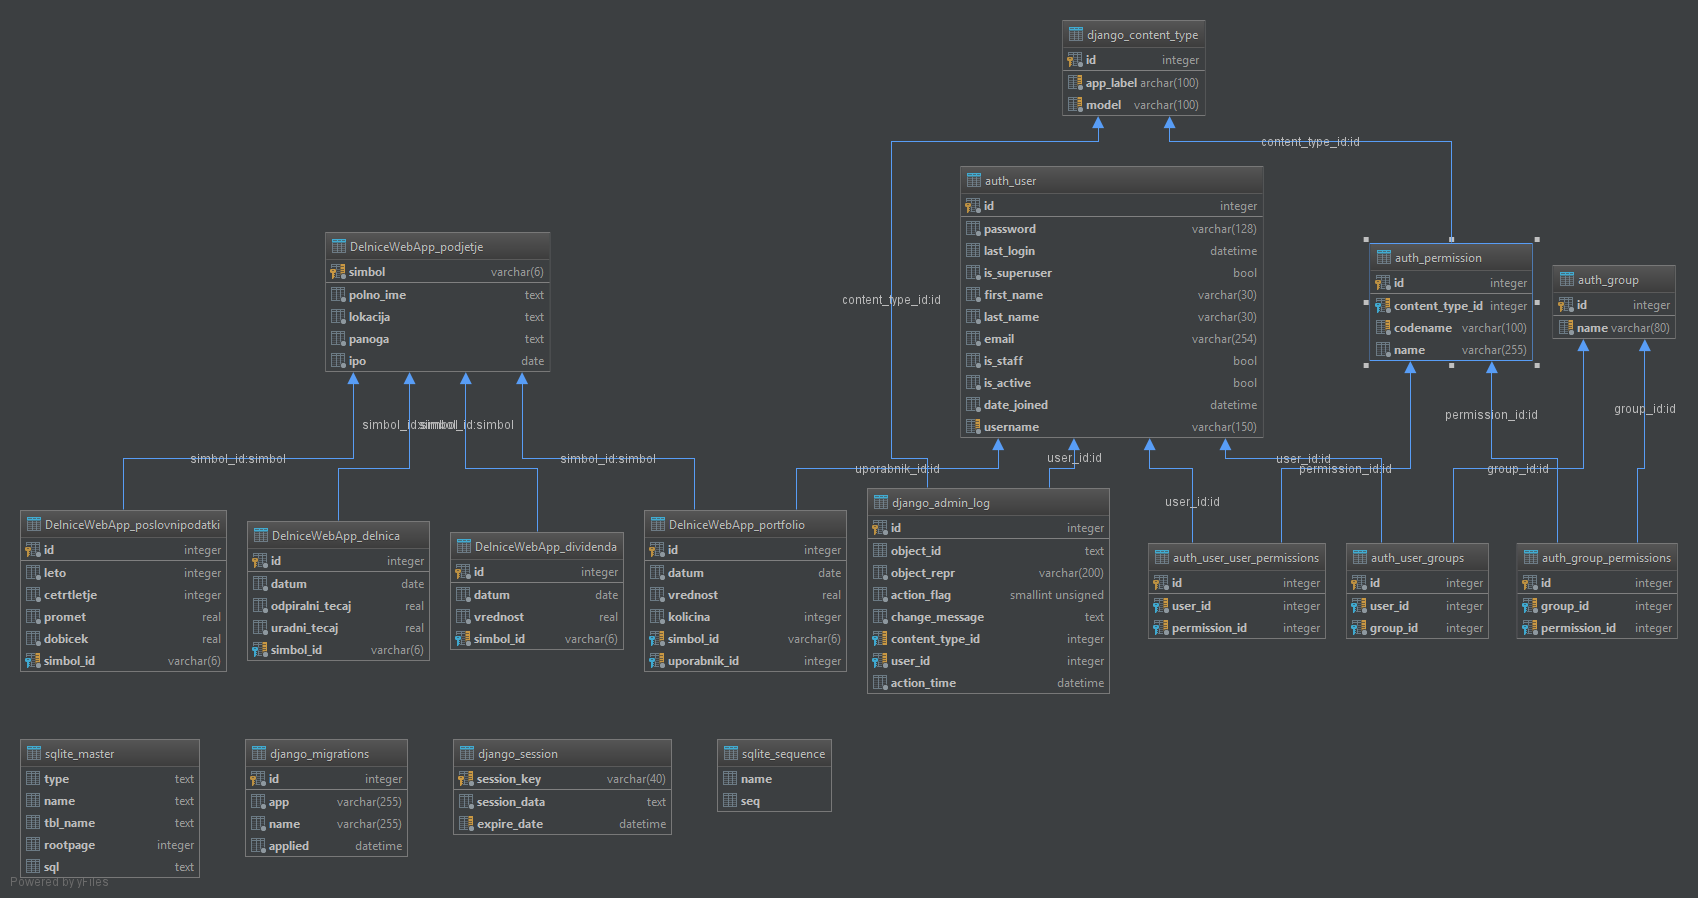 django_content_type
id integer
app_label archar(100)
model varchar(100)
content_type_id:id
content_type_id:id
auth_user
id integer
password varchar(128)
last_login datetime
is_superuser bool
first_name varchar(30)
last_name varchar(30)
email varchar(254)
is_staff bool
is_active bool
date_joined datetime
username varchar(150)
DelniceWebApp_podjetje
simbol varchar(6)
polno_ime text
lokacija text
panoga text
ipo date
auth_permission
id integer
content_type_id integer
codename varchar(100)
name varchar(255)
auth_group
id integer
name varchar(80)
simbol_id:simbol
simbol_id:simbol
simbol_id:simbol
simbol_id:simbol
uporabnik_id:id
user_id:id
user_id:id
user_id:id
permission_id:id
permission_id:id
group_id:id
group_id:id
DelniceWebApp_poslovnipodatki
id integer
leto integer
cetrtletje integer
promet real
dobicek real
simbol_id varchar(6)
DelniceWebApp_delnica
id integer
datum date
odpiralni_tecaj real
uradni_tecaj real
simbol_id varchar(6)
DelniceWebApp_dividenda
id integer
datum date
vrednost real
simbol_id varchar(6)
DelniceWebApp_portfolio
id integer
datum date
vrednost real
kolicina integer
simbol_id varchar(6)
uporabnik_id integer
django_admin_log
id integer
object_id text
object_repr varchar(200)
action_flag smallint unsigned
change_message text
content_type_id integer
user_id integer
action_time datetime
auth_user_user_permissions
id integer
user_id integer
permission_id integer
auth_user_groups
id integer
user_id integer
group_id integer
auth_group_permissions
id integer
group_id integer
permission_id integer
sqlite_master
type text
name text
tbl_name text
rootpage integer
sql text
django_migrations
id integer
app varchar(255)
name varchar(255)
applied datetime
django_session
session_key varchar(40)
session_data text
expire_date datetime
sqlite_sequence
name
seq
Powered by yFiles